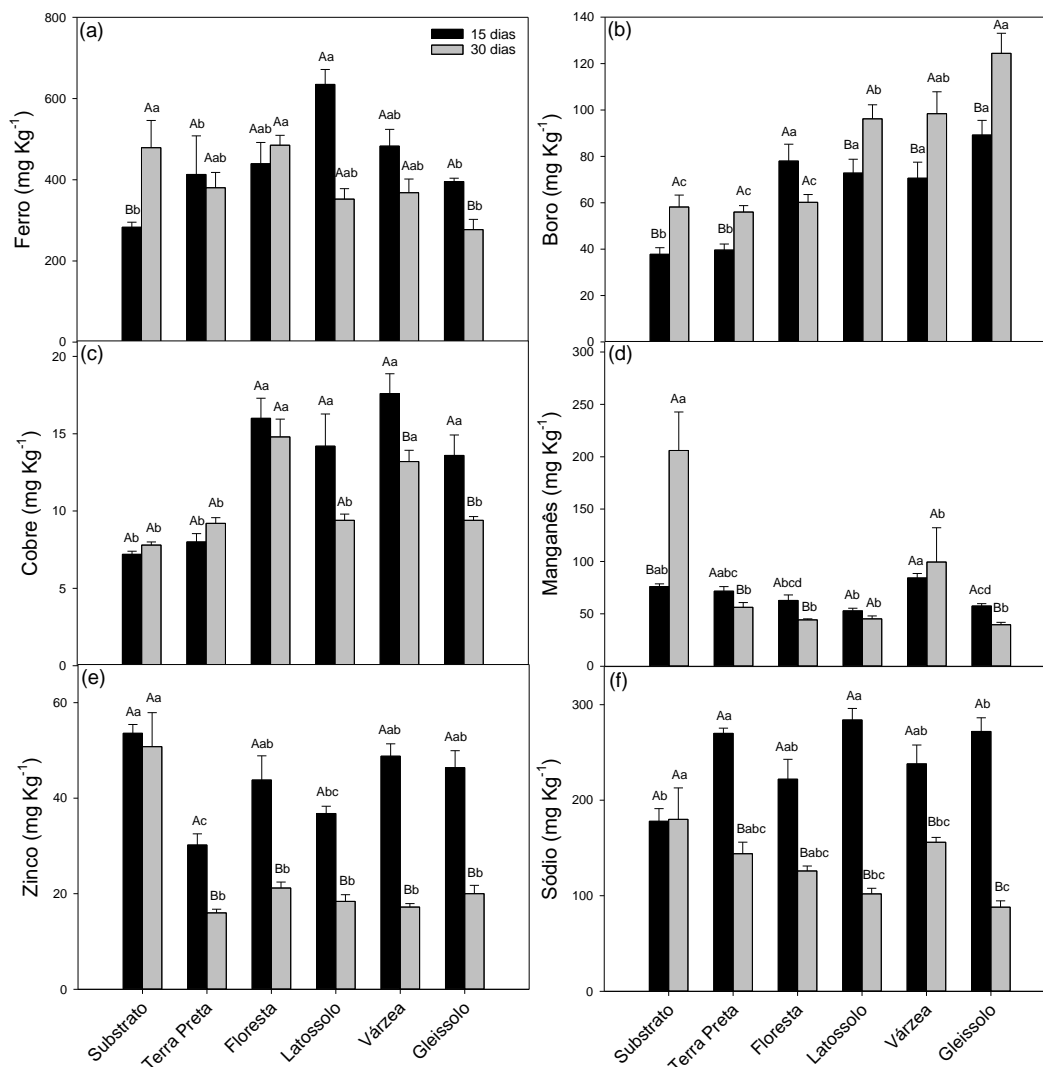 (a)
15 dias
30 dias
Ferro (mg Kg-1)
800
600
400
200
0
Bb Aa Ab Aab Aab Aa Aa Aab Aab Aab Ab Bb
(b)
Boro (mg Kg-1)
140
120
100
80
60
40
20
0
Bb Ac Bb Ac Aa Ac Ba Ab Ba Aab Ba Aa
(c)
Cobre (mg Kg-1)
20
15
10
5
0
Ab Ab Ab Ab Aa Aa Aa Ab Aa Ba Aa Bb
(d)
Manganês (mg Kg-1)
300
250
200
150
100
50
0
Bab Aa Aabc Bb Abcd Bb Ab Ab Aa Ab Acd Bb
(e)
Zinco (mg Kg-1)
60
40
20
0
Aa Aa Ac Bb Aab Bb Abc Bb Aab Bb Aab Bb
Substrato
Terra Preta
Floresta
Latossolo
Várzea
Gleissolo
(f)
Sódio (mg Kg-1)
300
200
100
0
Ab Aa Aa Babc Aab Babc Aa Bbc Aab Bbc Ab Bc
Substrato
Terra Preta
Floresta
Latossolo
Várzea
Gleissolo